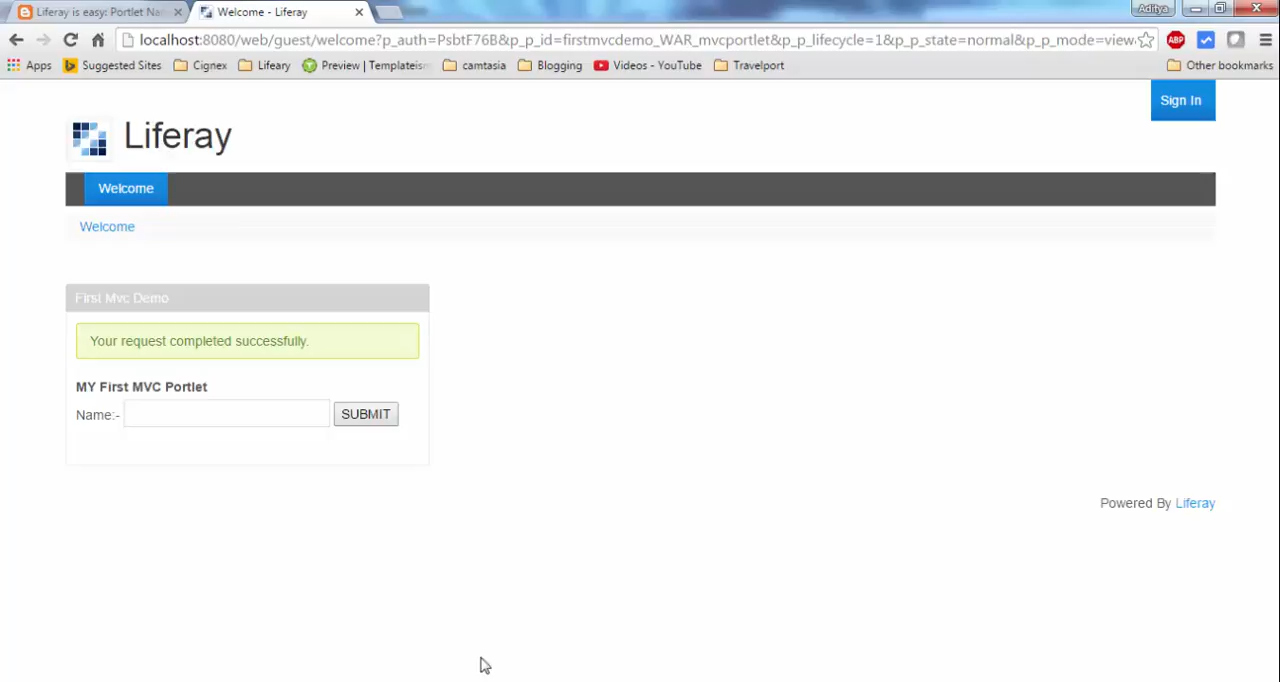 Liferay is easy: Portlet Na
Welcome - Liferay
Aditya
localhost:8080/web/guest/welcome?p_auth=PsbtF76B&p_p_id=firstmvcdemo_WAR_mvcportlet&p_p_lifecycle=1&p_p_state=normal&p_p_mode=view
ABP
Apps Suggested Sites Cignex Lifeary Preview | Templateism camtasia Blogging Videos - YouTube Travelport Other bookmarks
Sign In
Liferay
Welcome
Welcome
First Mvc Demo
Your request completed successfully.
MY First MVC Portlet
Name:- SUBMIT
Powered By Liferay